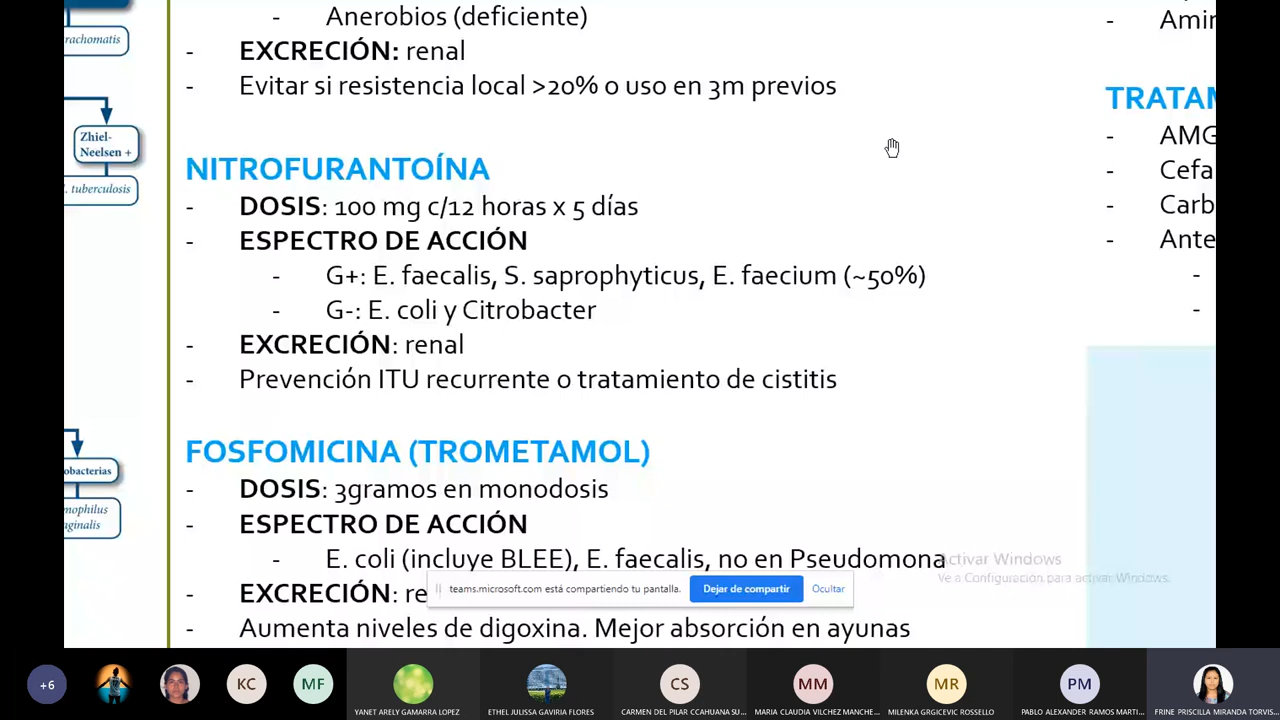 Anerobios (deficiente)
- EXCRECIÓN: renal
- Evitar si resistencia local >20% o uso en 3m previos
NITROFURANTOÍNA
- DOSIS: 100 mg c/12 horas x 5 días
- ESPECTRO DE ACCIÓN
- G+: E. faecalis, S. saprophyticus, E. faecium (~50%)
- G-: E. coli y Citrobacter
- EXCRECIÓN: renal
- Prevención ITU recurrente o tratamiento de cistitis
FOSFOMICINA (TROMETAMOL)
- DOSIS: 3gramos en monodosis
- ESPECTRO DE ACCIÓN
- E. coli (incluye BLEE), E. faecalis, no en Pseudomona
- EXCRECIÓN: re
- Aumenta niveles de digoxina. Mejor absorción en ayunas
rachomatis
Zhiel-
Neelsen +
. tuberculosis
obacterias
mophilus
aginalis
- Amin
TRATAM
- AMG
- Cefa
- Carb
- Ante
-
-
Activar Windows
Ve a Configuración para activar Windows.
teams.microsoft.com está compartiendo tu pantalla.
Dejar de compartir
Ocultar
+6
KC
MF
YANET ARELY GAMARRA LOPEZ
ETHEL JULISSA GAVIRIA FLORES
CS
CARMEN DEL PILAR CCAHUANA SU...
MM
MARIA CLAUDIA VILCHEZ MANCHE...
MR
MILENKA GRGICEVIC ROSSELLO
PM
PABLO ALEXANDER RAMOS MARTI...
FRINE PRISCILLA MIRANDA TORVIS...